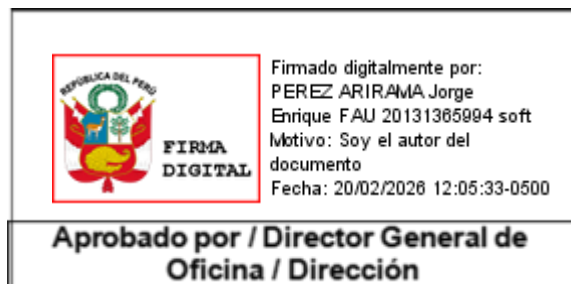 REPÚBLICA DEL PERÚ
FIRMA
DIGITAL
Firmado digitalmente por:
PEREZ ARIRAMA Jorge
Enrique FAU 20131365994 soft
Motivo: Soy el autor del
documento
Fecha: 20/02/2026 12:05:33-0500
Aprobado por / Director General de
Oficina / Dirección